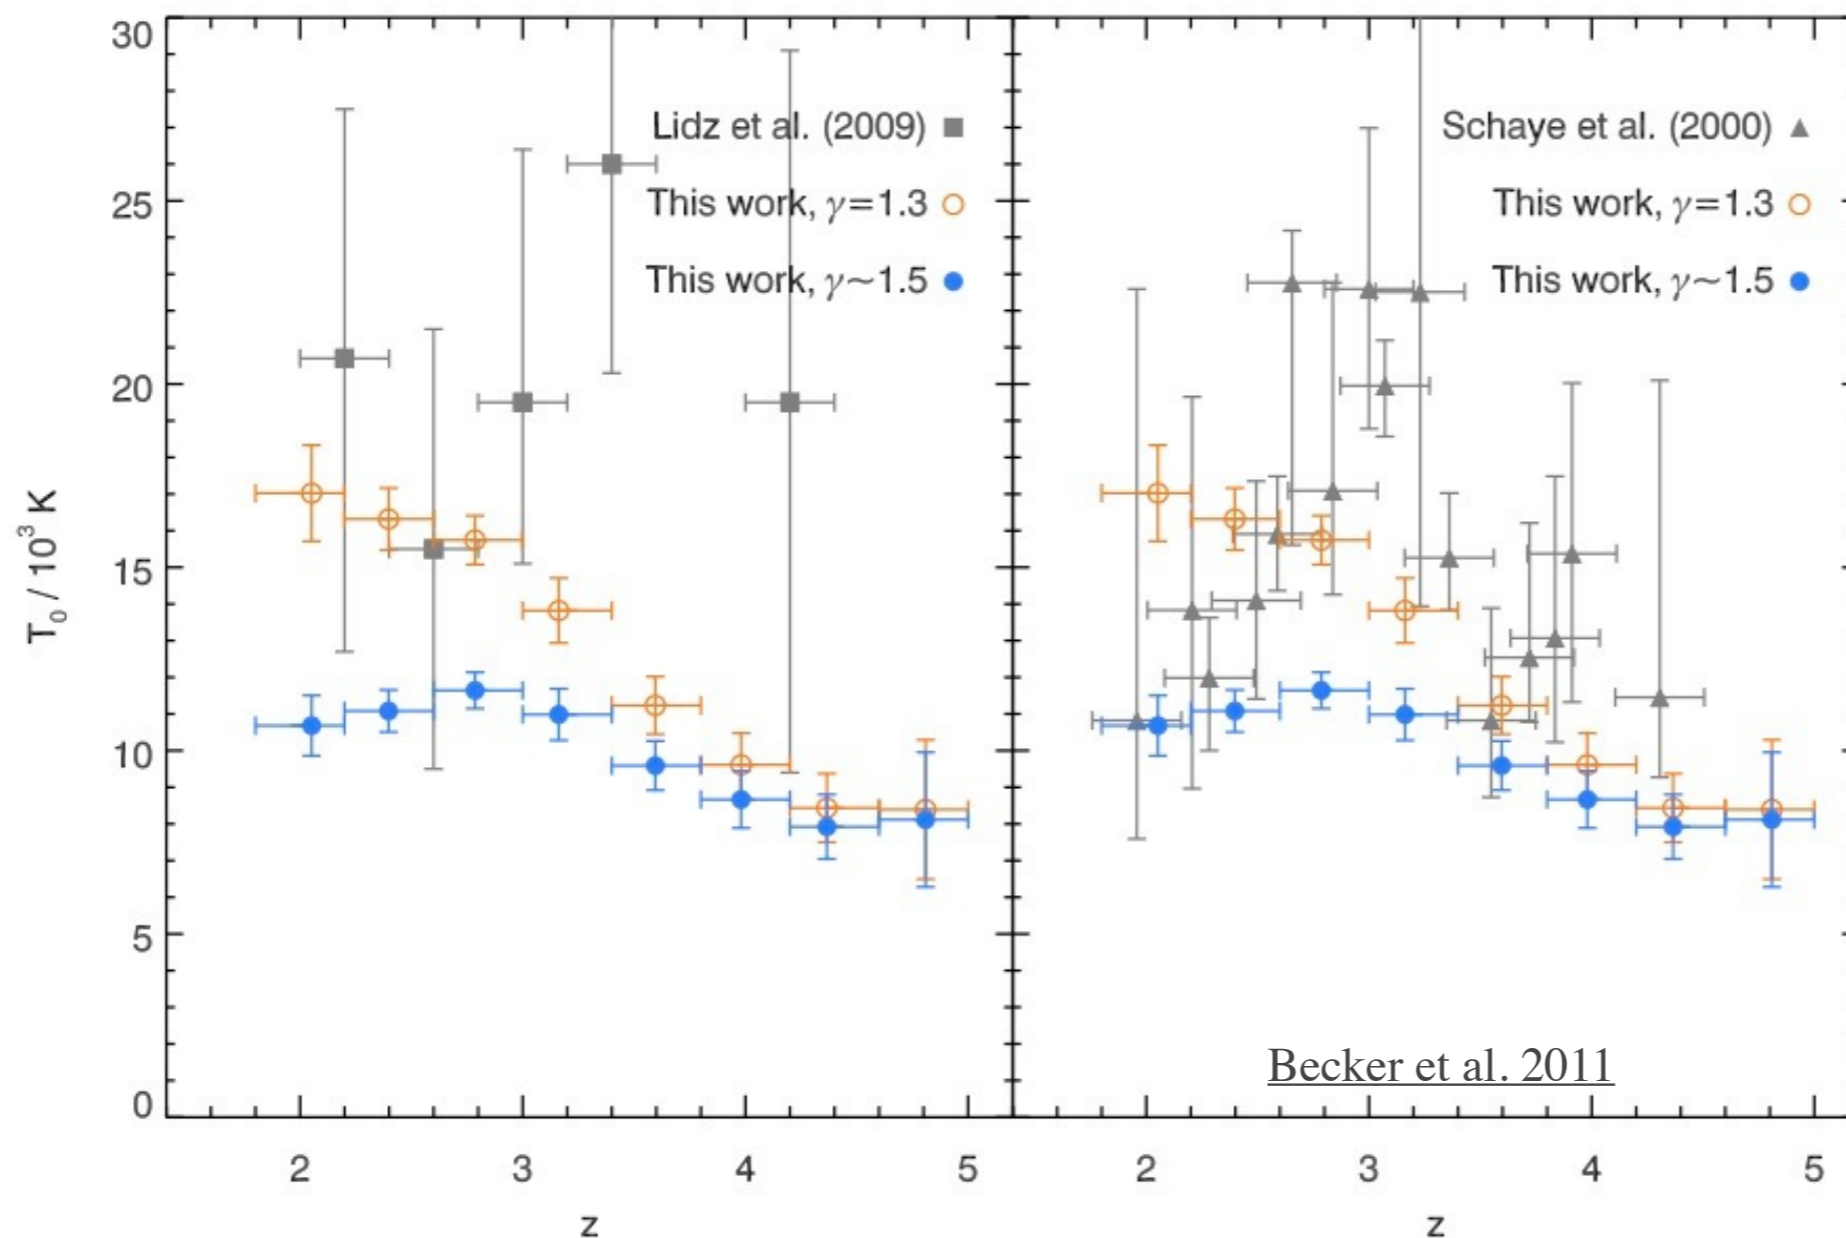 30
25
20
15
10
5
0
T₀ / 10³ K
Lidz et al. (2009)
This work, γ=1.3
This work, γ~1.5
2 3 4 5
z
Schaye et al. (2000)
This work, γ=1.3
This work, γ~1.5
Becker et al. 2011
2 3 4 5
z